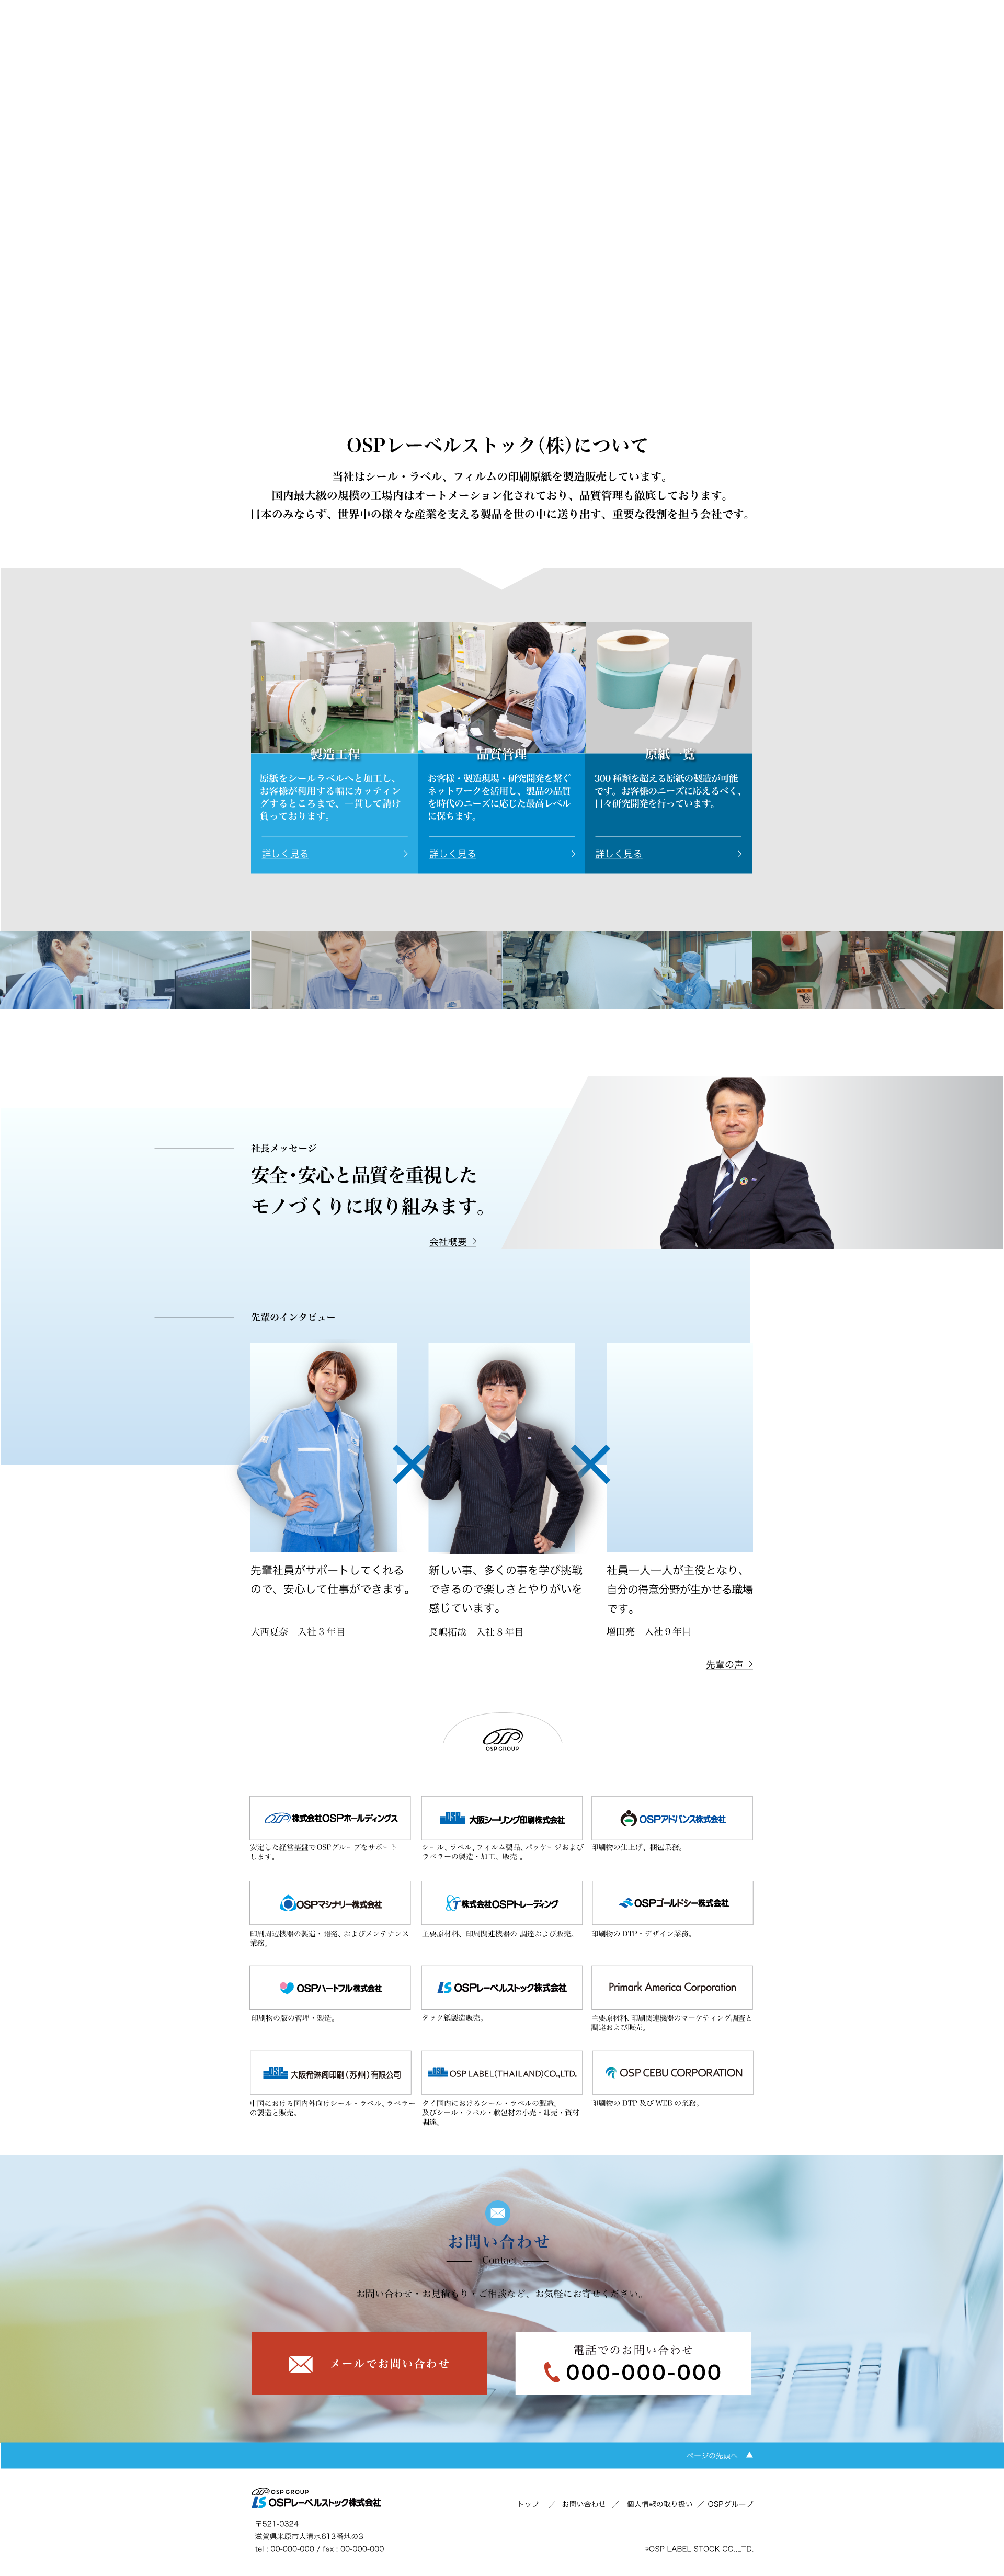 OSPレーベルストック(株)について
当社はシール・ラベル、フィルムの印刷原紙を製造販売しています。
国内最大級の規模の工場内はオートメーション化されており、品質管理も徹底しております。
日本のみならず、世界中の様々な産業を支える製品を世の中に送り出す、重要な役割を担う会社です。
製造工程
原紙をシールラベルへと加工し、
お客様が利用する幅にカッティン
グするところまで、一貫して請け
負っております。
詳しく見る
品質管理
お客様・製造現場・研究開発を繋ぐ
ネットワークを活用し、製品の品質
を時代のニーズに応じた最高レベル
に保ちます。
詳しく見る
原紙一覧
300 種類を超える原紙の製造が可能
です。お客様のニーズに応えるべく、
日々研究開発を行っています。
詳しく見る
社長メッセージ
安全・安心と品質を重視した
モノづくりに取り組みます。
会社概要
先輩のインタビュー
先輩社員がサポートしてくれる
ので、安心して仕事ができます。
大西夏奈 入社３年目
新しい事、多くの事を学び挑戦
できるので楽しさとやりがいを
感じています。
長嶋拓哉 入社８年目
社員一人一人が主役となり、
自分の得意分野が生かせる職場
です。
増田亮 入社９年目
先輩の声
OSP
OSP GROUP
OSP 株式会社OSPホールディングス
安定した経営基盤でOSPグループをサポート
します。
OSP 大阪シーリング印刷株式会社
シール、ラベル、フィルム製品、パッケージおよび
ラベラーの製造・加工、販売 。
OSPアドバンス株式会社
印刷物の仕上げ、梱包業務。
OSPマシナリー株式会社
印刷周辺機器の製造・開発、およびメンテナンス
業務。
株式会社OSPトレーディング
主要原材料、印刷関連機器の 調達および販売。
OSPゴールドシー株式会社
印刷物の DTP・デザイン業務。
OSPハートフル株式会社
印刷物の版の管理・製造。
LS OSPレーベルストック株式会社
タック紙製造販売。
Primark America Corporation
主要原材料、印刷関連機器のマーケティング調査と
調達および販売。
OSP 大阪希琳閣印刷(苏州)有限公司
中国における国内外向けシール・ラベル、ラベラー
の製造と販売。
OSP OSP LABEL(THAILAND)CO.,LTD.
タイ国内におけるシール・ラベルの製造。
及びシール・ラベル・軟包材の小売・卸売・資材
調達。
OSP CEBU CORPORATION
印刷物の DTP 及び WEB の業務。
お問い合わせ
Contact
お問い合わせ・お見積もり・ご相談など、お気軽にお寄せください。
メールでお問い合わせ
電話でのお問い合わせ
000-000-000
ページの先頭へ ▲
OSP OSP GROUP
LS OSPレーベルストック株式会社
〒521-0324
滋賀県米原市大清水613番地の3
tel : 00-000-000 / fax : 00-000-000
トップ ／ お問い合わせ ／ 個人情報の取り扱い ／ OSPグループ
©OSP LABEL STOCK CO.,LTD.